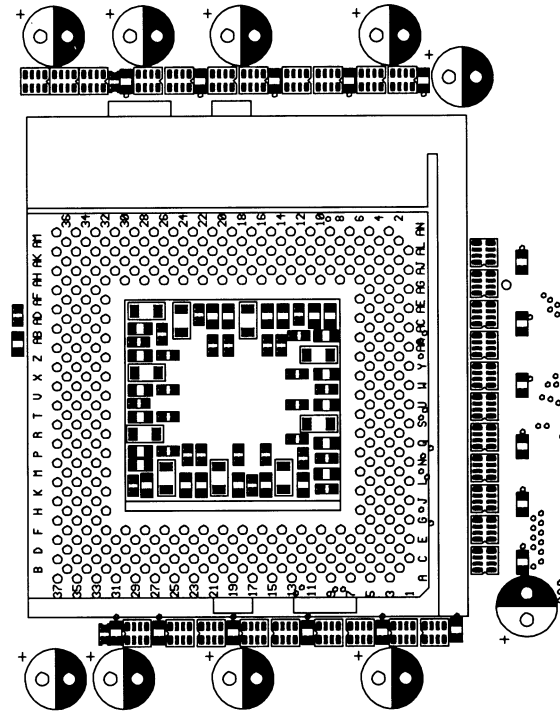 + + + +
+
36 34 32 30 28 26 24 22 20 18 16 14 12 10 8 6 4 2
B D F H K M P R T V X Z AB AD AF AH AK AM
A C E G J L N Q S U W Y AA AC AE AG AJ AL AN
37 35 33 31 29 27 25 23 21 19 17 15 13 11 9 7 5 3 1
+
+ + + +